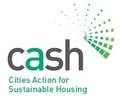 cash
Cities Action for
Sustainable Housing